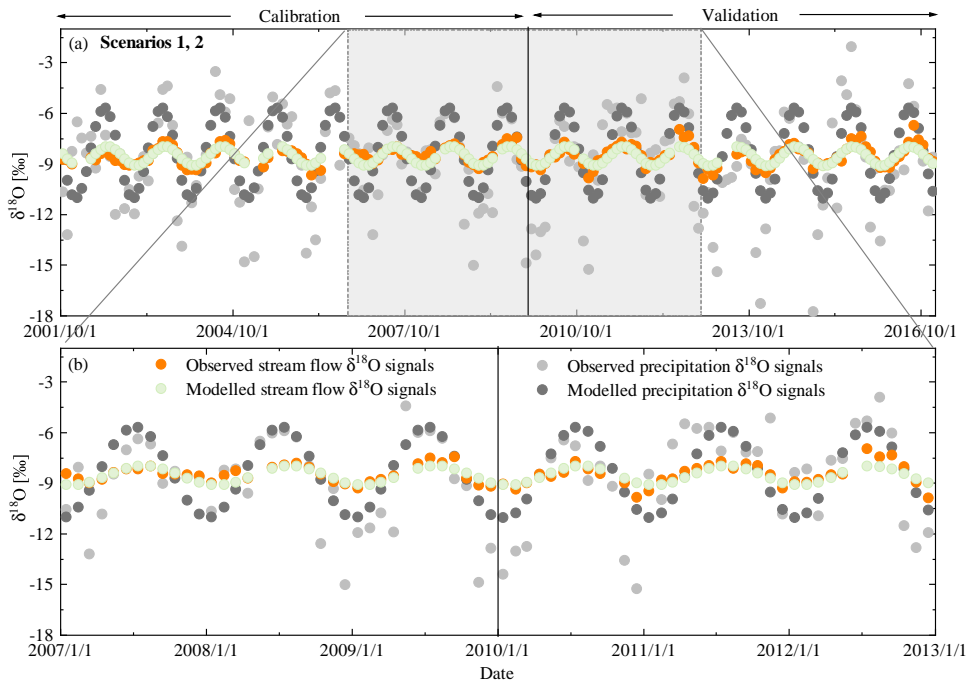 Calibration
Validation
(a) Scenarios 1, 2
-3
-6
-9
-12
-15
-18
δ¹⁸O [‰]
2001/10/1
2004/10/1
2007/10/1
2010/10/1
2013/10/1
2016/10/1
(b)
Observed stream flow δ¹⁸O signals
Observed precipitation δ¹⁸O signals
Modelled stream flow δ¹⁸O signals
Modelled precipitation δ¹⁸O signals
-3
-6
-9
-12
-15
-18
δ¹⁸O [‰]
2007/1/1
2008/1/1
2009/1/1
2010/1/1
2011/1/1
2012/1/1
2013/1/1
Date